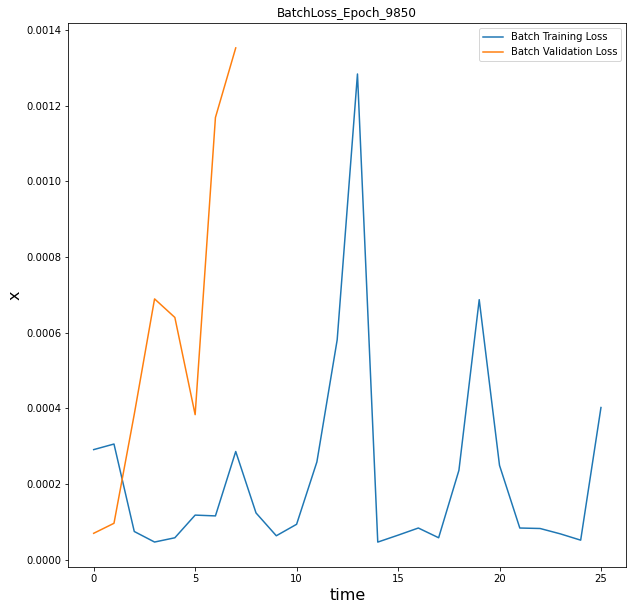 BatchLoss_Epoch_9850
Batch Training Loss
Batch Validation Loss
0.0014
0.0012
0.0010
0.0008
0.0006
0.0004
0.0002
0.0000
x
0 5 10 15 20 25
time